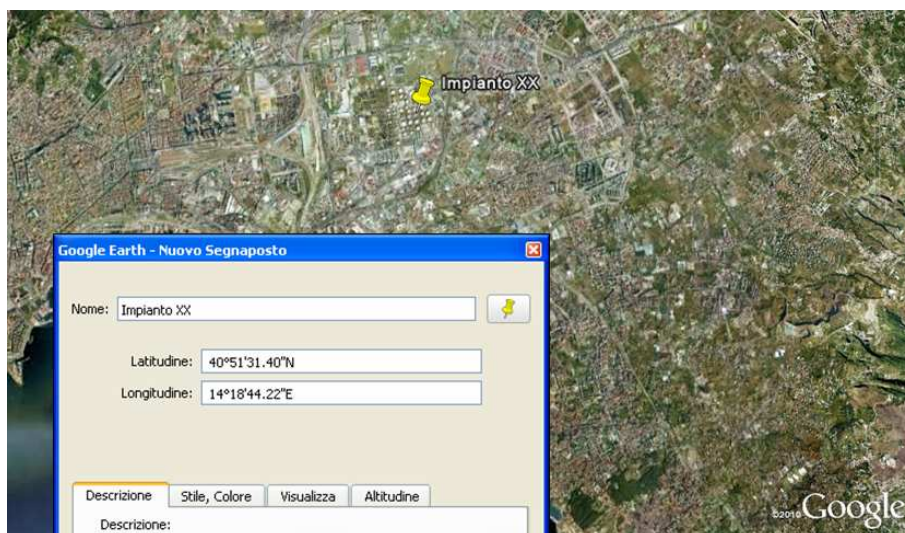 Impianto XX
Google Earth - Nuovo Segnaposto
Nome: Impianto XX
Latitudine: 40°51'31.40"N
Longitudine: 14°18'44.22"E
Descrizione Stile, Colore Visualizza Altitudine
Descrizione:
©2010 Google